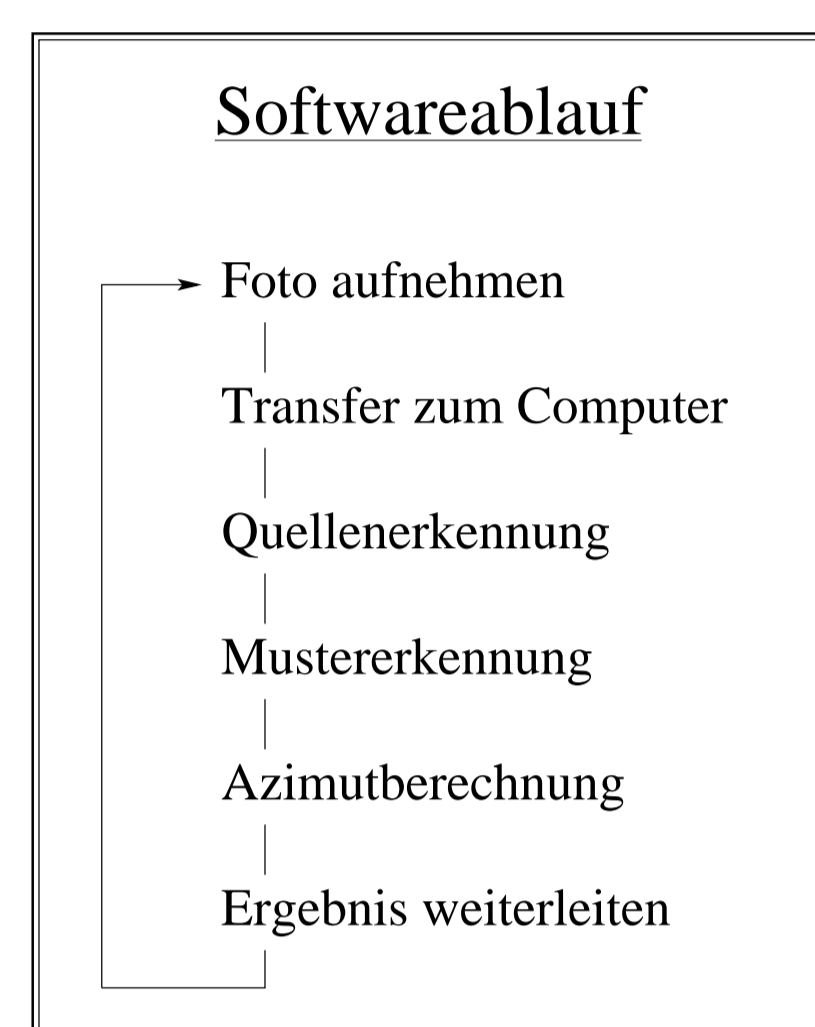 Softwareablauf
Foto aufnehmen
Transfer zum Computer
Quellenerkennung
Mustererkennung
Azimutberechnung
Ergebnis weiterleiten